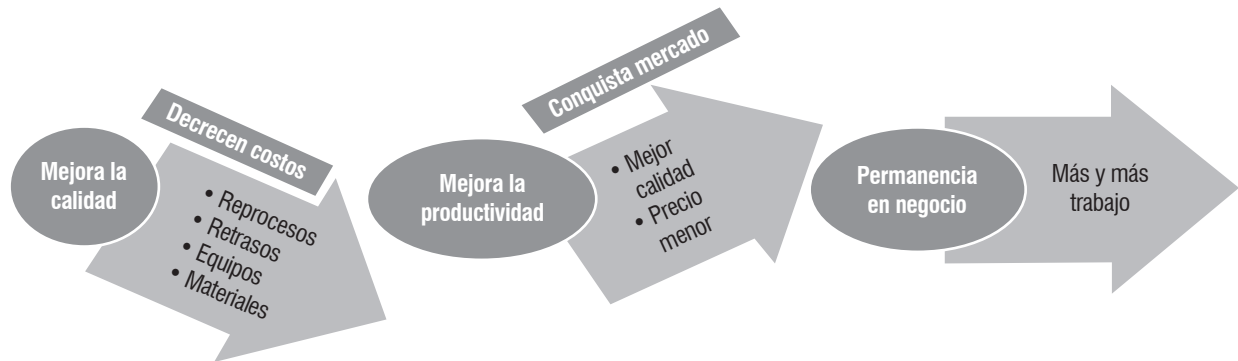 Mejora la
calidad
Decrecen costos
• Reprocesos
• Retrasos
• Equipos
• Materiales
Mejora la
productividad
Conquista mercado
• Mejor
calidad
• Precio
menor
Permanencia
en negocio
Más y más
trabajo